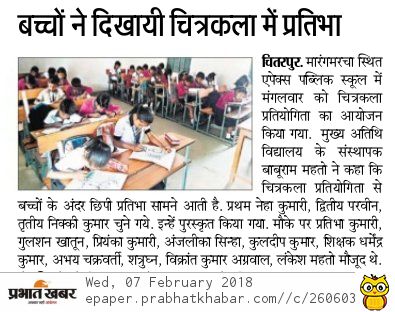 बच्चों ने दिखायी चित्रकला में प्रतिभा
चितरपुर. मारंगमरचा स्थित
एपेक्स पब्लिक स्कूल में
मंगलवार को चित्रकला
प्रतियोगिता का आयोजन
किया गया. मुख्य अतिथि
विद्यालय के संस्थापक
बाबूराम महतो ने कहा कि
चित्रकला प्रतियोगिता से
बच्चों के अंदर छिपी प्रतिभा सामने आती है. प्रथम नेहा कुमारी, द्वितीय परवीन,
तृतीय निक्की कुमार चुने गये. इन्हें पुरस्कृत किया गया. मौके पर प्रतिभा कुमारी,
गुलशन खातून, प्रियंका कुमारी, अंजलीका सिन्हा, कुलदीप कुमार, शिक्षक धर्मेंद्र
कुमार, अभय चक्रवर्ती, शत्रुघ्न, विक्रांत कुमार अग्रवाल, लंकेश महतो मौजूद थे.
प्रभात खबर
Wed, 07 February 2018
epaper.prabhatkhabar.com//c/260603